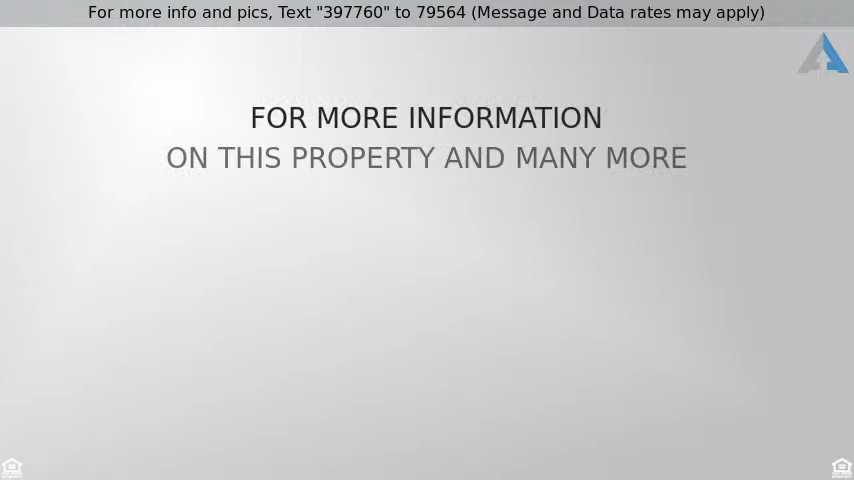 For more info and pics, Text "397760" to 79564 (Message and Data rates may apply)
FOR MORE INFORMATION
ON THIS PROPERTY AND MANY MORE